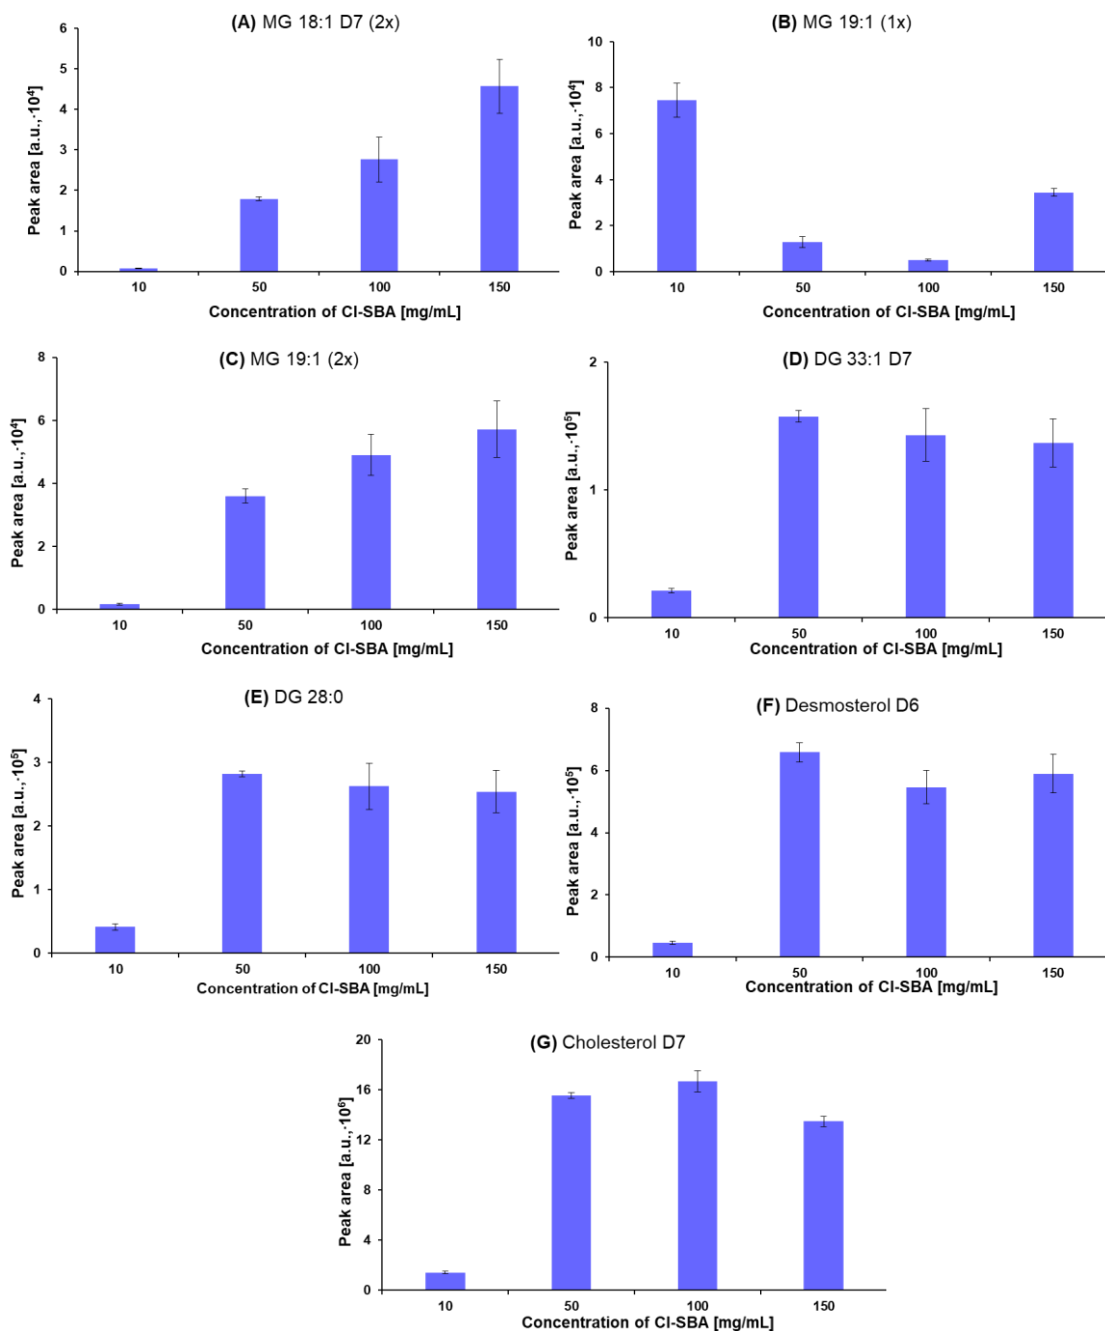 (A) MG 18:1 D7 (2x)
Peak area [a.u.,·10⁴]
6
5
4
3
2
1
0
10 50 100 150
Concentration of Cl-SBA [mg/mL]
(B) MG 19:1 (1x)
Peak area [a.u.,·10⁴]
10
8
6
4
2
0
10 50 100 150
Concentration of Cl-SBA [mg/mL]
(C) MG 19:1 (2x)
Peak area [a.u.,·10⁴]
8
6
4
2
0
10 50 100 150
Concentration of Cl-SBA [mg/mL]
(D) DG 33:1 D7
Peak area [a.u.,·10⁵]
2
1
0
10 50 100 150
Concentration of Cl-SBA [mg/mL]
(E) DG 28:0
Peak area [a.u.,·10⁵]
4
3
2
1
0
10 50 100 150
Concentration of Cl-SBA [mg/mL]
(F) Desmosterol D6
Peak area [a.u.,·10⁵]
8
6
4
2
0
10 50 100 150
Concentration of Cl-SBA [mg/mL]
(G) Cholesterol D7
Peak area [a.u.,·10⁶]
20
16
12
8
4
0
10 50 100 150
Concentration of Cl-SBA [mg/mL]